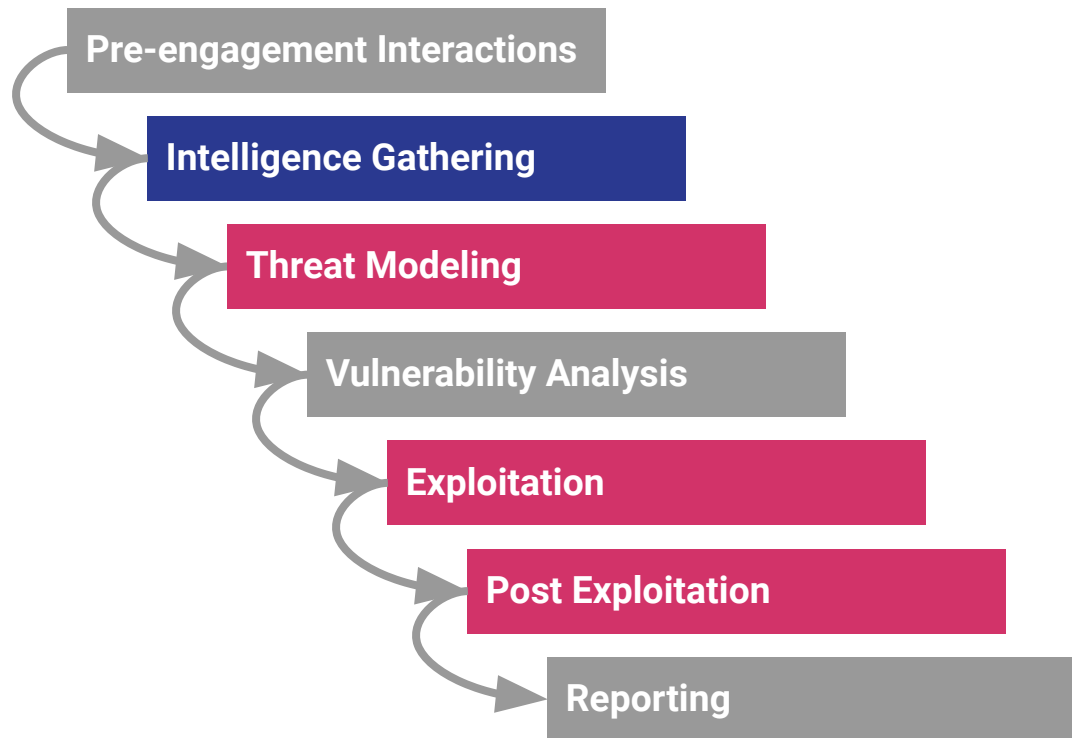 Pre-engagement Interactions
Intelligence Gathering
Threat Modeling
Vulnerability Analysis
Exploitation
Post Exploitation
Reporting